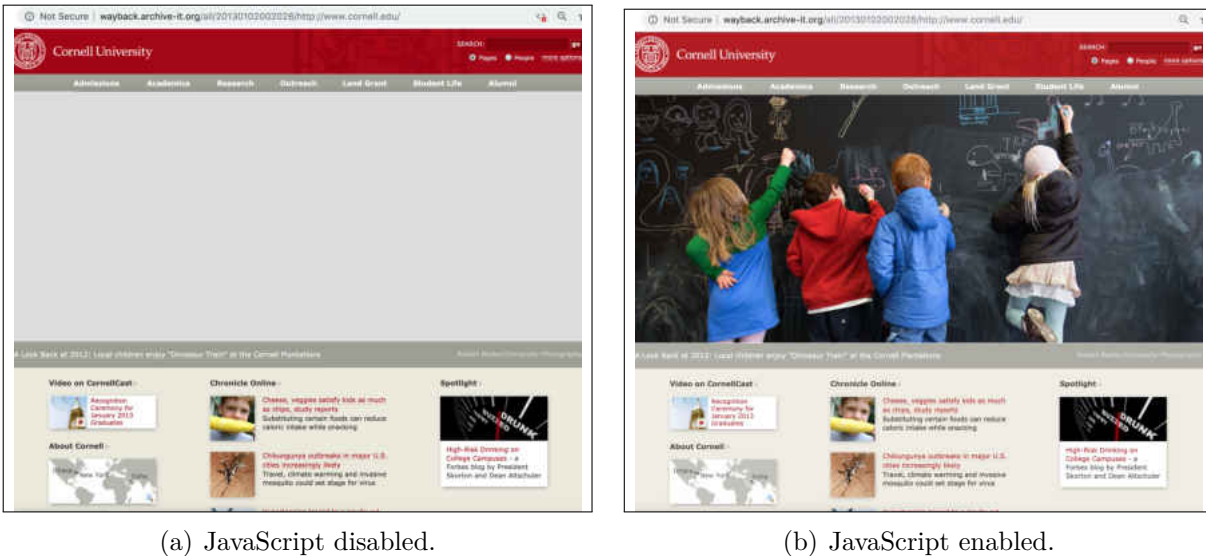 Not Secure | wayback.archive-it.org/all/20130102002028/http://www.cornell.edu/
Cornell University
SEARCH:
Pages People more options
Admissions Academics Research Outreach Land Grant Student Life Alumni
A Look Back at 2012: Local children enjoy "Dinosaur Train" at the Cornell Plantations
Video on CornellCast
Recognition
Ceremony for
January 2013
Graduates
About Cornell
New York
Chronicle Online
Cheese, veggies satisfy kids as much
as chips, study reports
Substituting certain foods can reduce
caloric intake while snacking
Chikungunya outbreaks in major U.S.
cities increasingly likely
Travel, climate warming and invasive
mosquito could set stage for virus
Spotlight
BUZZED
DRUNK
High-Risk Drinking on
College Campuses - a
Forbes blog by President
Skorton and Dean Altschuler
(a) JavaScript disabled.
Not Secure | wayback.archive-it.org/all/20130102002028/http://www.cornell.edu/
Cornell University
SEARCH:
Pages People more options
Admissions Academics Research Outreach Land Grant Student Life Alumni
A Look Back at 2012: Local children enjoy "Dinosaur Train" at the Cornell Plantations
Video on CornellCast
Recognition
Ceremony for
January 2013
Graduates
About Cornell
New York
Chronicle Online
Cheese, veggies satisfy kids as much
as chips, study reports
Substituting certain foods can reduce
caloric intake while snacking
Chikungunya outbreaks in major U.S.
cities increasingly likely
Travel, climate warming and invasive
mosquito could set stage for virus
Spotlight
BUZZED
DRUNK
High-Risk Drinking on
College Campuses - a
Forbes blog by President
Skorton and Dean Altschuler
(b) JavaScript enabled.